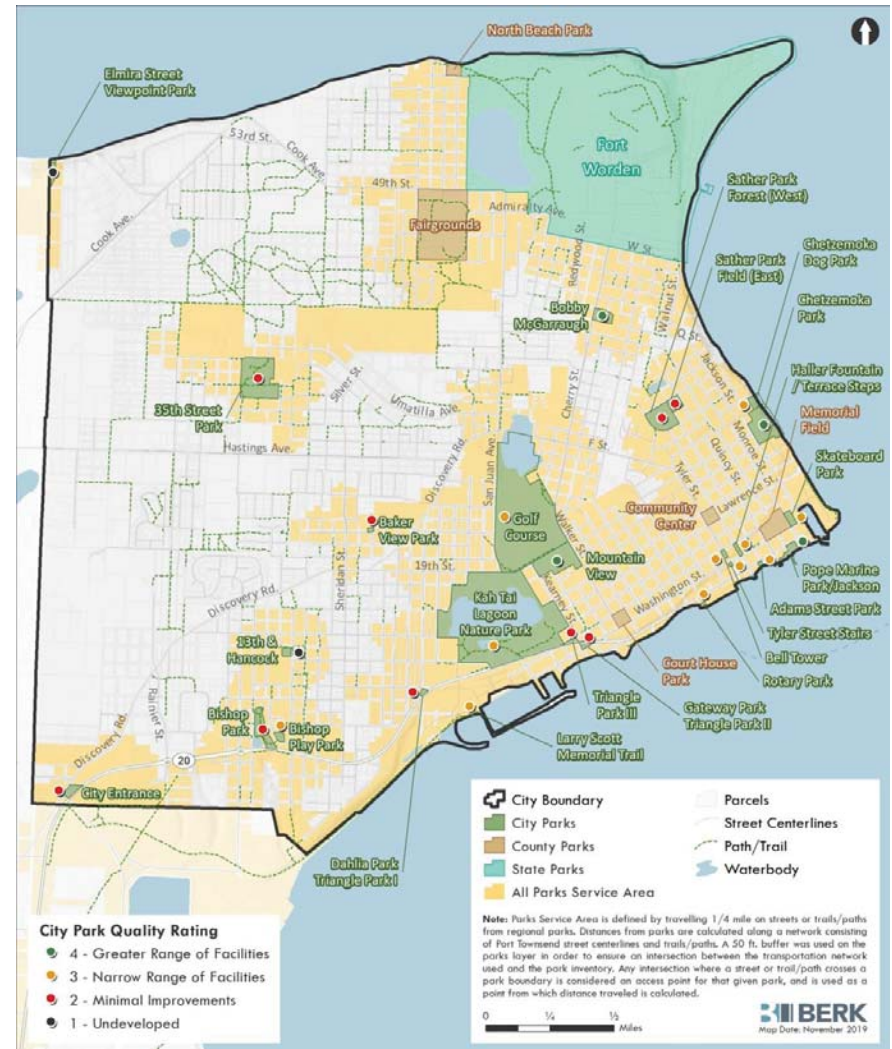 North Beach Park
Elmira Street
Viewpoint Park
53rd St.
Cook Ave.
Fort
Worden
49th St.
Sather Park
Forest (West)
Admiralty Ave.
Fairgrounds
Cook Ave.
Chetzemoka
Dog Park
W St.
Redwood St.
Sather Park
Field (East)
Chetzemoka
Park
Walnut St.
Bobby
McGarraugh
Q St.
Haller Fountain
/ Terrace Steps
Jackson St.
Silver St.
35th Street
Park
Umatilla Ave.
Cherry St.
Memorial
Field
Monroe St.
Hastings Ave.
Discovery Rd.
San Juan Ave.
F St.
Quincy St.
Tyler St.
Skateboard
Park
Lawrence St.
Community
Center
Baker
View Park
Golf
Course
Walker St.
19th St.
Mountain
View
Sheridan St.
Pope Marine
Park/Jackson
Kearney St.
Washington St.
Discovery Rd.
Kah Tai
Lagoon
Nature Park
Adams Street Park
Tyler Street Stairs
13th &
Hancock
Bell Tower
Court House
Park
Rotary Park
Rainier St.
Triangle
Park III
Gateway Park
Triangle Park II
Bishop
Park
Bishop
Play Park
Discovery Rd.
20
Larry Scott
Memorial Trail
City Entrance
Dahlia Park
Triangle Park I
City Boundary
City Parks
County Parks
State Parks
All Parks Service Area
Parcels
Street Centerlines
Path/Trail
Waterbody
Note: Parks Service Area is defined by travelling 1/4 mile on streets or trails/paths
from regional parks. Distances from parks are calculated along a network consisting
of Port Townsend street centerlines and trails/paths. A 50 ft. buffer was used on the
parks layer in order to ensure an intersection between the transportation network
used and the park inventory. Any intersection where a street or trail/path crosses a
park boundary is considered an access point for that given park, and is used as a
point from which distance traveled is calculated.
City Park Quality Rating
4 - Greater Range of Facilities
3 - Narrow Range of Facilities
2 - Minimal Improvements
1 - Undeveloped
0 ¼ ½
Miles
BERK
Map Date: November 2019